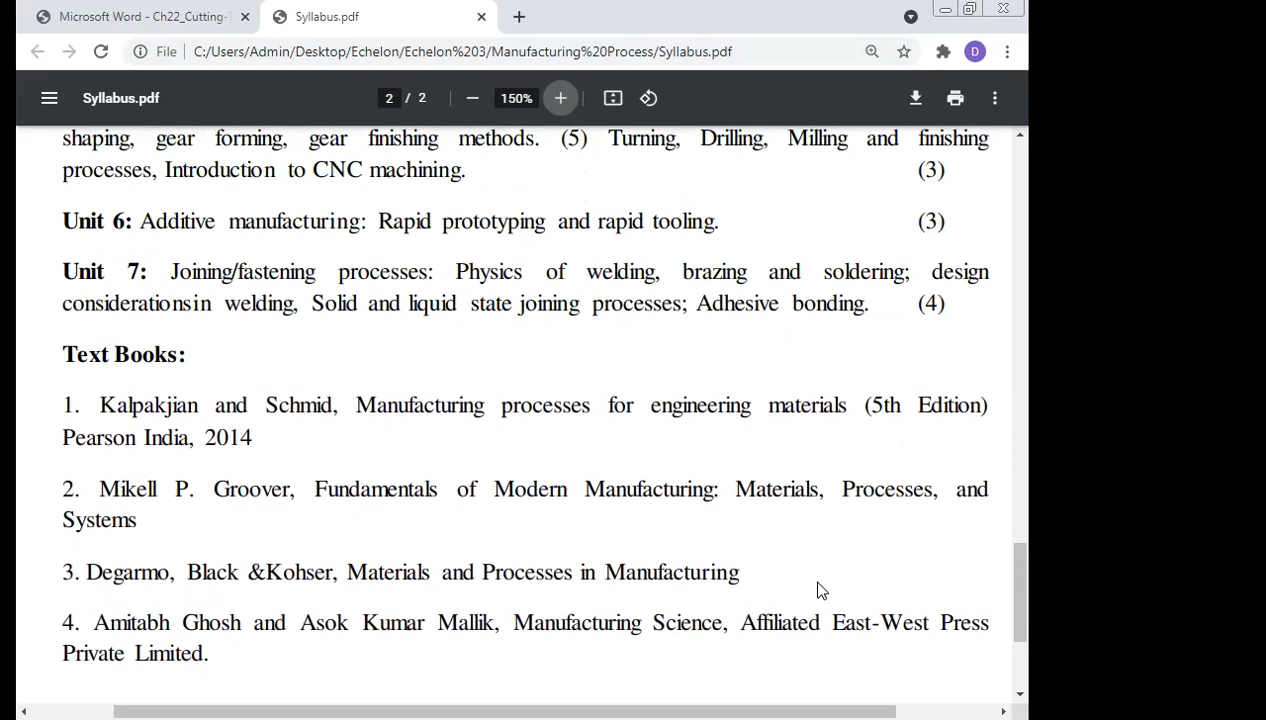 Microsoft Word - Ch22_Cutting-T
Syllabus.pdf
File C:/Users/Admin/Desktop/Echelon/Echelon%203/Manufacturing%20Process/Syllabus.pdf
D
Syllabus.pdf
2 / 2
150%
shaping, gear forming, gear finishing methods. (5) Turning, Drilling, Milling and finishing
processes, Introduction to CNC machining. (3)
Unit 6: Additive manufacturing: Rapid prototyping and rapid tooling. (3)
Unit 7: Joining/fastening processes: Physics of welding, brazing and soldering; design
considerationsin welding, Solid and liquid state joining processes; Adhesive bonding. (4)
Text Books:
1. Kalpakjian and Schmid, Manufacturing processes for engineering materials (5th Edition)
Pearson India, 2014
2. Mikell P. Groover, Fundamentals of Modern Manufacturing: Materials, Processes, and
Systems
3. Degarmo, Black &Kohser, Materials and Processes in Manufacturing
4. Amitabh Ghosh and Asok Kumar Mallik, Manufacturing Science, Affiliated East-West Press
Private Limited.